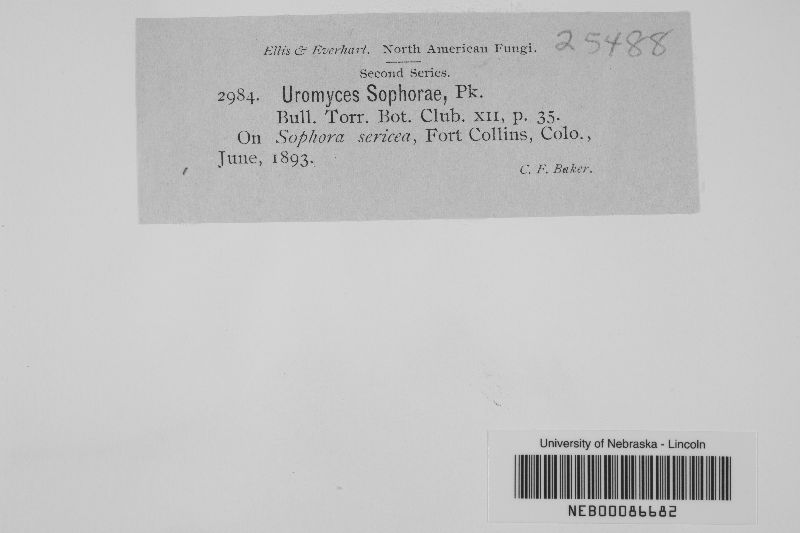 Ellis & Everhart. North American Fungi. 25488
Second Series.
2984. Uromyces Sophorae, Pk.
Bull. Torr. Bot. Club. XII, p. 35.
On Sophora sericea, Fort Collins, Colo.,
June, 1893.
C. F. Baker.
University of Nebraska - Lincoln
NEB00086682